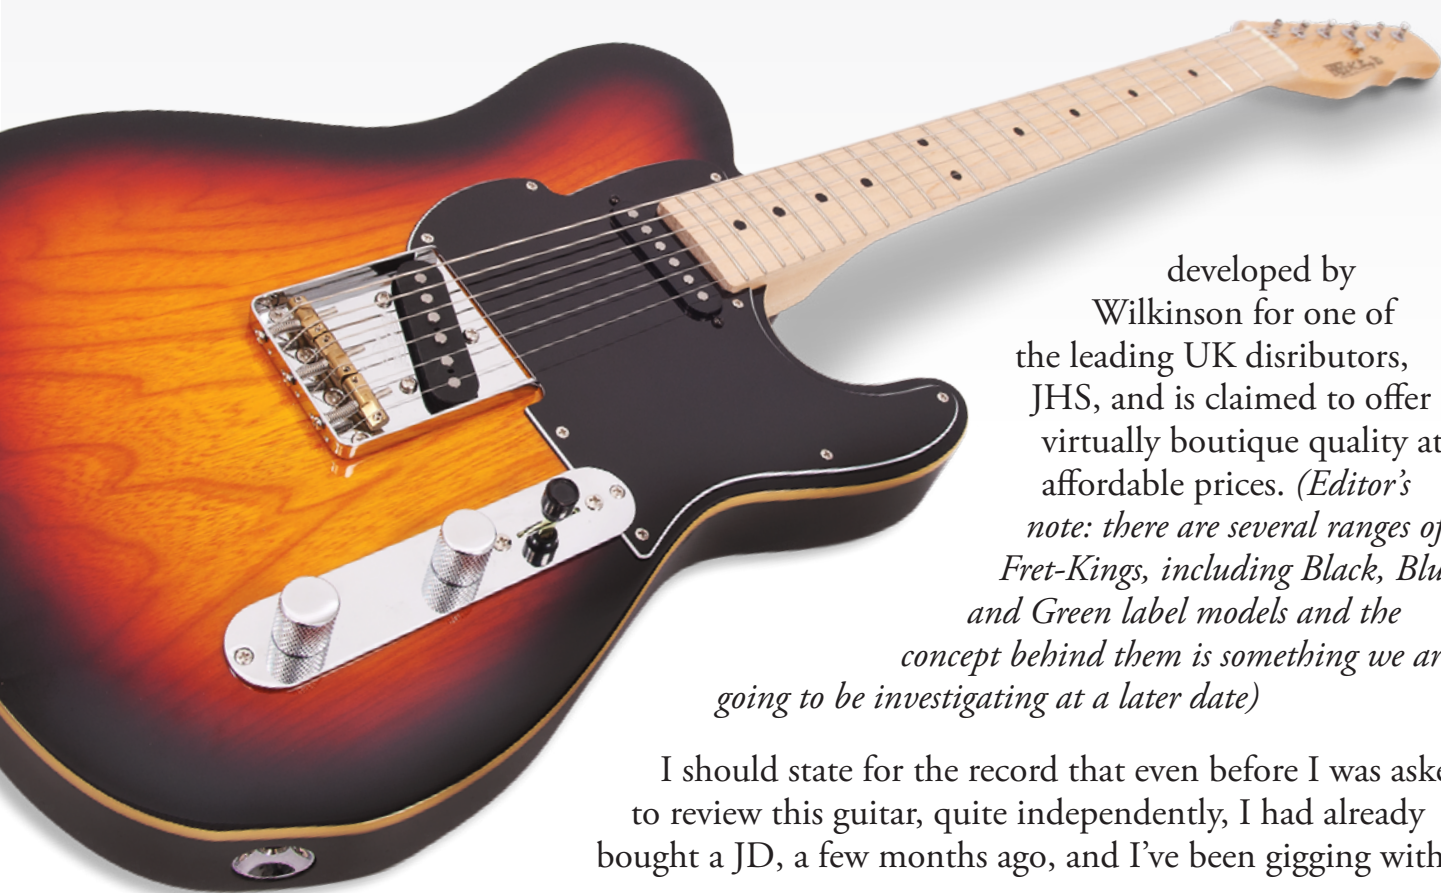 developed by
Wilkinson for one of
the leading UK disributors,
JHS, and is claimed to offer
virtually boutique quality at
affordable prices. (Editor’s
note: there are several ranges of
Fret-Kings, including Black,
and Green label models and the
concept behind them is something we
going to be investigating at a later date)
I should state for the record that even before I was
to review this guitar, quite independently, I had already
bought a JD, a few months ago, and I’ve been gigging with